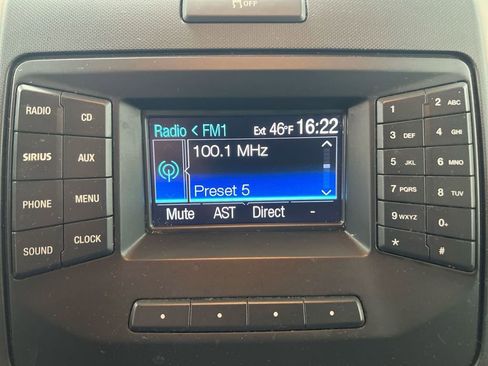 OFF
RADIO
CD
SIRIUS
AUX
PHONE
MENU
SOUND
CLOCK
Radio < FM1 Ext 46°F 16:22
100.1 MHz
Preset 5
Mute AST Direct -
1
2 ABC
3 DEF
4 GHI
5 JKL
6 MNO
7 PQRS
8 TUV
9 WXYZ
0+
*
#